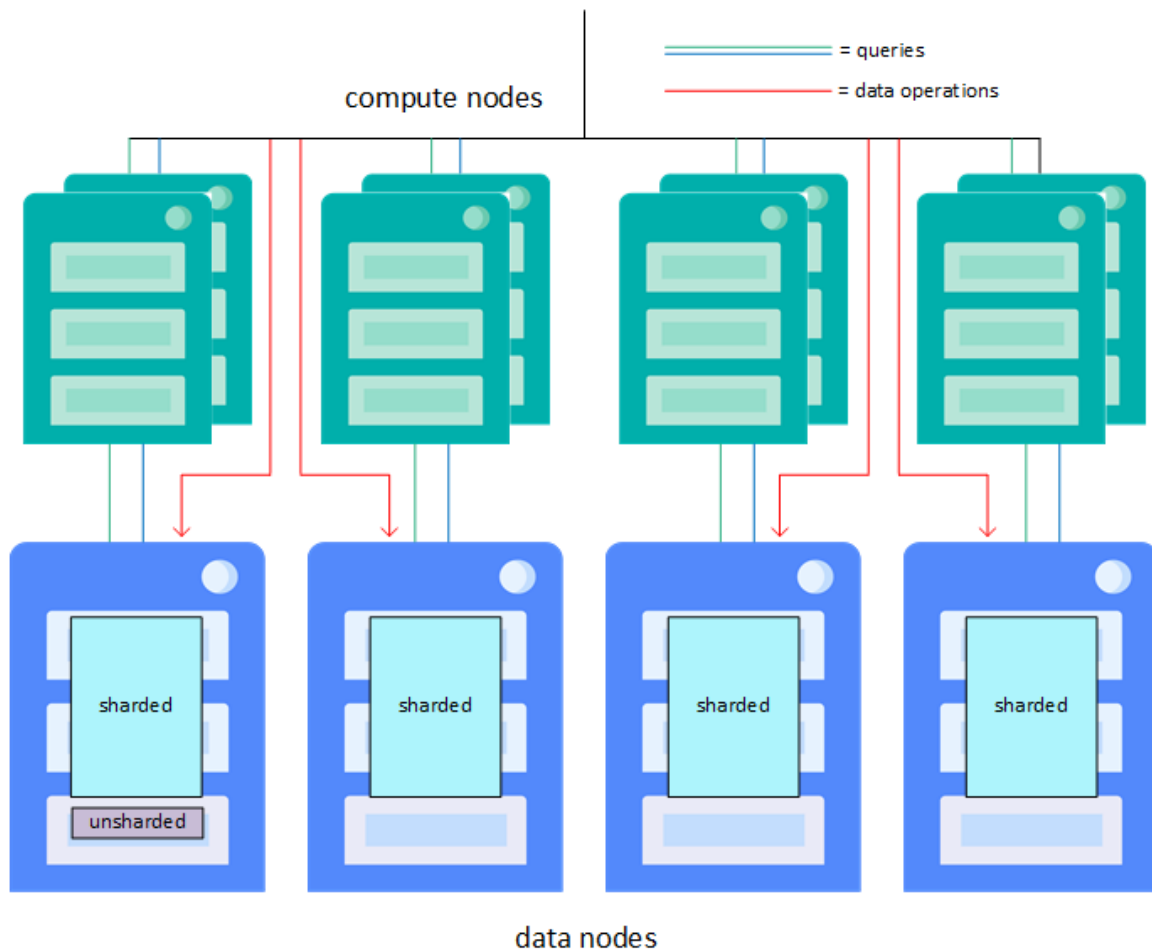 = queries
compute nodes
= data operations
sharded
sharded
sharded
sharded
unsharded
data nodes